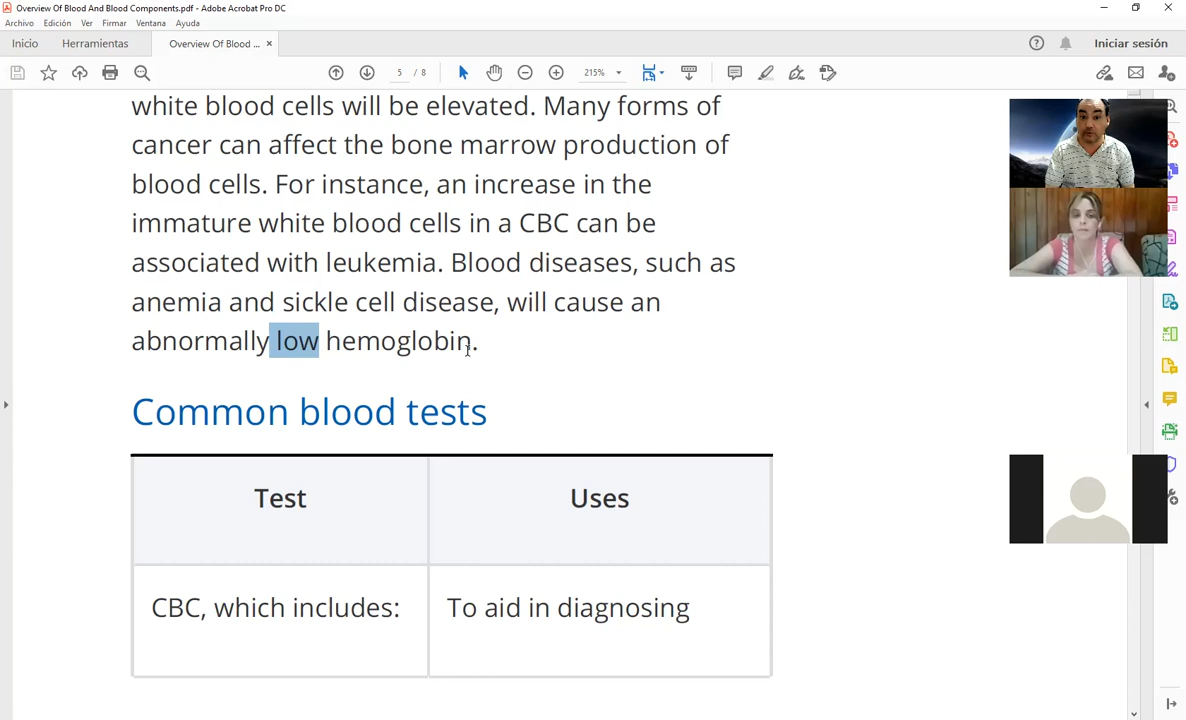 Overview Of Blood And Blood Components.pdf - Adobe Acrobat Pro DC
Archivo Edición Ver Firmar Ventana Ayuda
Inicio Herramientas Overview Of Blood ... × Iniciar sesión
5 / 8 215%
white blood cells will be elevated. Many forms of
cancer can affect the bone marrow production of
blood cells. For instance, an increase in the
immature white blood cells in a CBC can be
associated with leukemia. Blood diseases, such as
anemia and sickle cell disease, will cause an
abnormally low hemoglobin.
Common blood tests
Test Uses
CBC, which includes: To aid in diagnosing